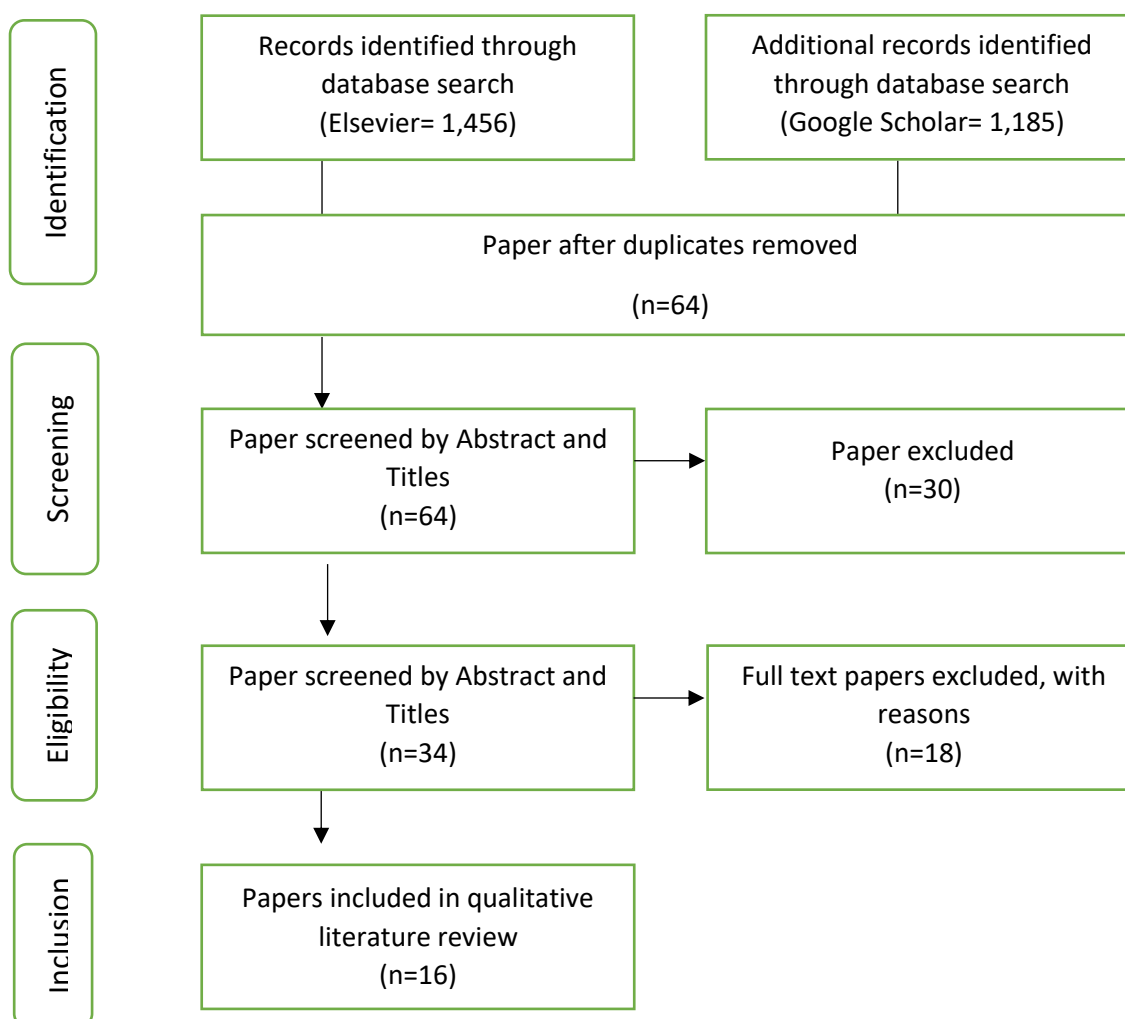 Identification
Records identified through
database search
(Elsevier= 1,456)
Additional records identified
through database search
(Google Scholar= 1,185)
Paper after duplicates removed
(n=64)
Screening
Paper screened by Abstract and
Titles
(n=64)
Paper excluded
(n=30)
Eligibility
Paper screened by Abstract and
Titles
(n=34)
Full text papers excluded, with
reasons
(n=18)
Inclusion
Papers included in qualitative
literature review
(n=16)